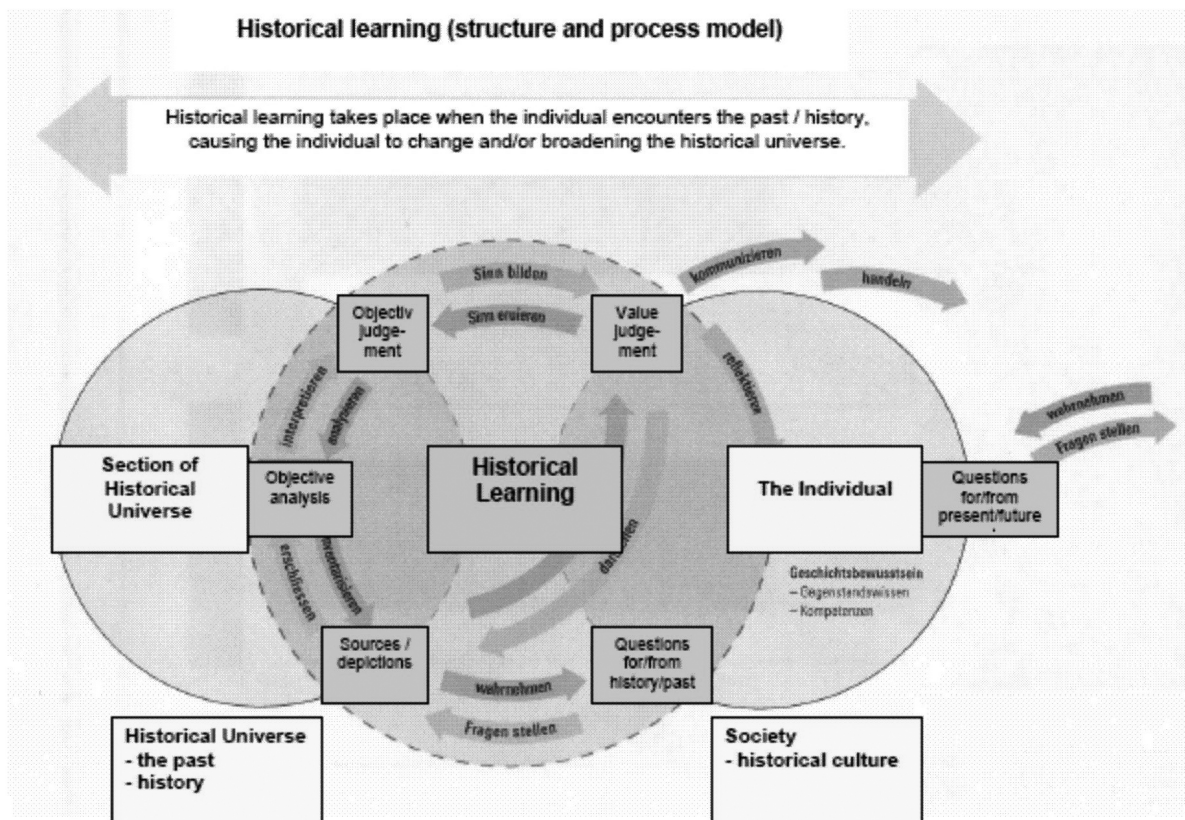 Historical learning (structure and process model)
Historical learning takes place when the individual encounters the past / history,
causing the individual to change and/or broadening the historical universe.
kommunizieren
handeln
Sinn bilden
Sinn eruieren
Objectiv
judge-
ment
Value
judgement
interpretieren
analysieren
reflektieren
wahrnehmen
Fragen stellen
Section of
Historical
Universe
Objective
analysis
Historical
Learning
The Individual
Questions
for/from
present/future
erschliessen
Geschichtsbewusstsein
– Gegenstandswissen
– Kompetenzen
Sources /
depictions
Questions
for/from
history/past
wahrnehmen
Fragen stellen
Historical Universe
- the past
- history
Society
- historical culture